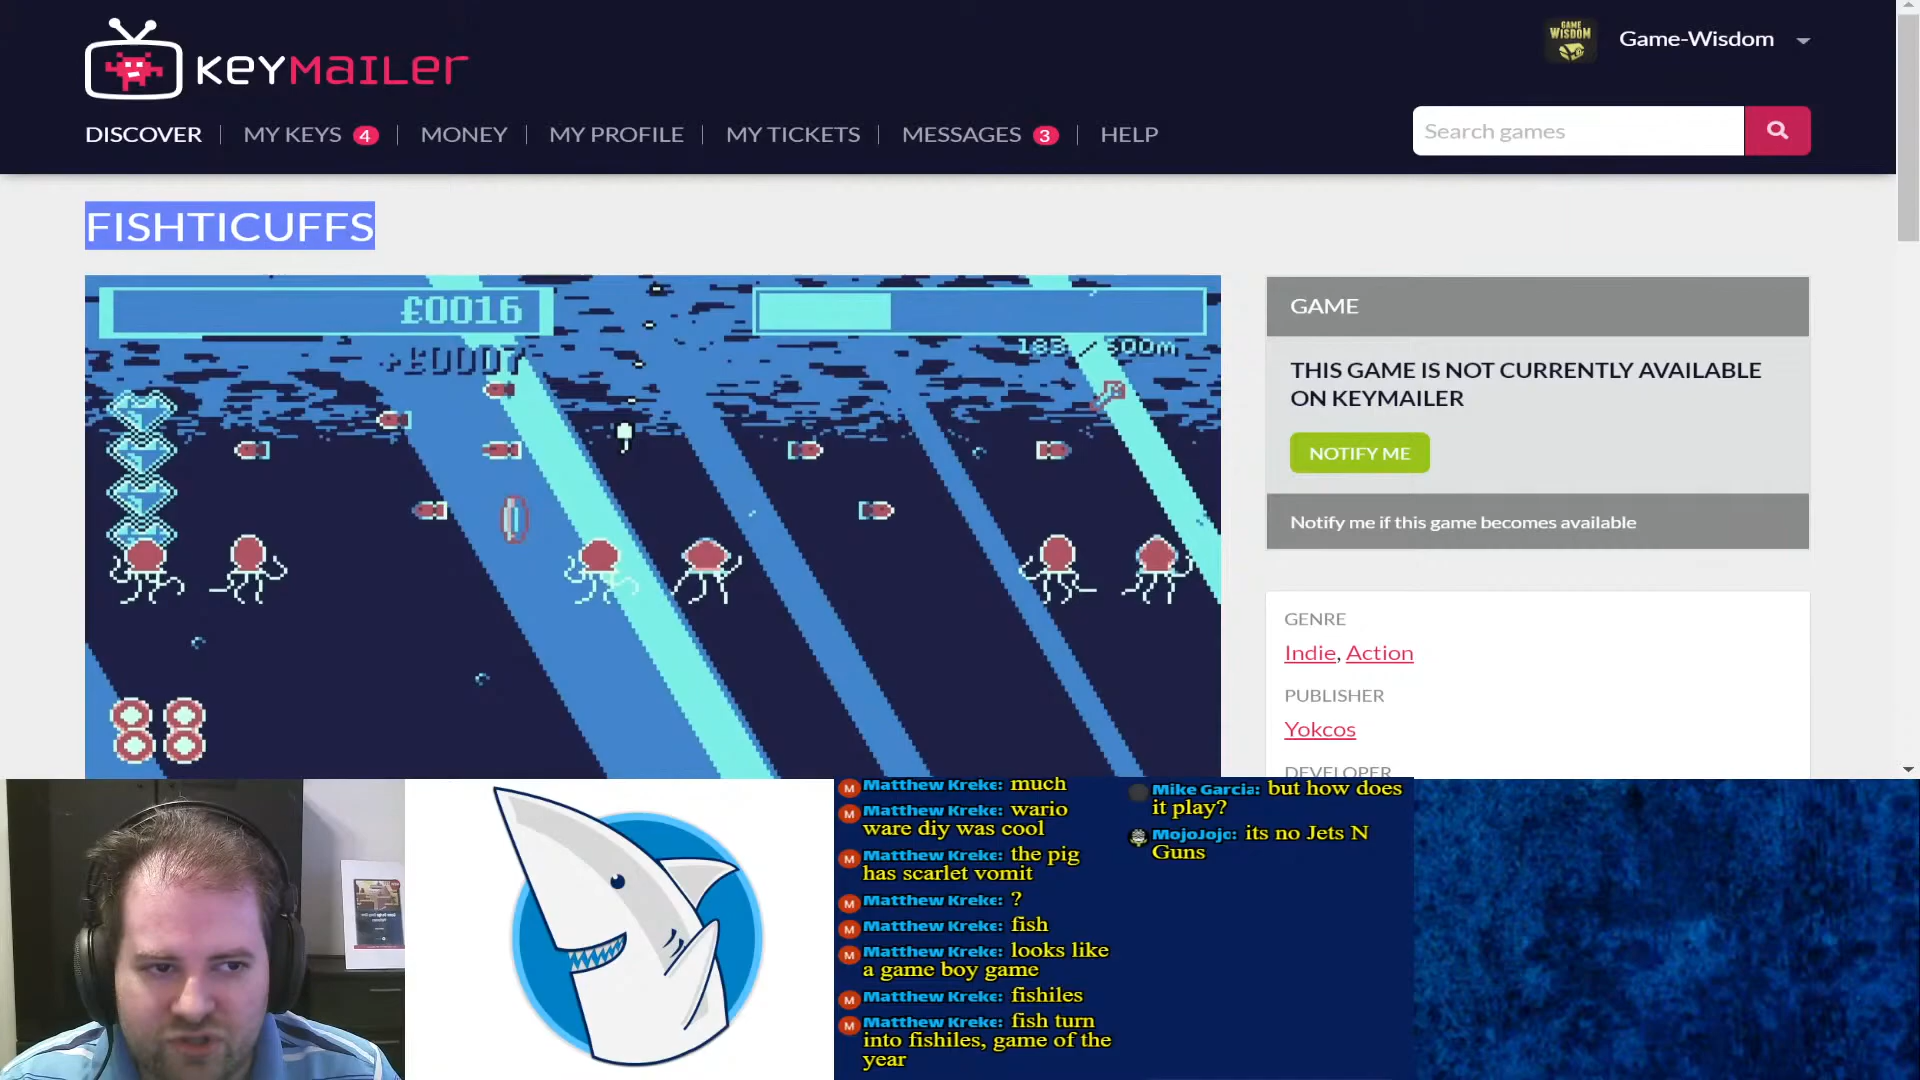 KEYMAILER
GAME
WISDOM
Game-Wisdom
DISCOVER
MY KEYS 4
MONEY
MY PROFILE
MY TICKETS
MESSAGES 3
HELP
Search games
FISHTICUFFS
£0016
+£0007
183 / 500m
GAME
THIS GAME IS NOT CURRENTLY AVAILABLE
ON KEYMAILER
NOTIFY ME
Notify me if this game becomes available
GENRE
Indie, Action
PUBLISHER
Yokcos
DEVELOPER
Matthew Kreke: much
Matthew Kreke: wario
ware diy was cool
Matthew Kreke: the pig
has scarlet vomit
Matthew Kreke: ?
Matthew Kreke: fish
Matthew Kreke: looks like
a game boy game
Matthew Kreke: fishiles
Matthew Kreke: fish turn
into fishiles, game of the
year
Mike Garcia: but how does
it play?
MojoJojo: its no Jets N
Guns